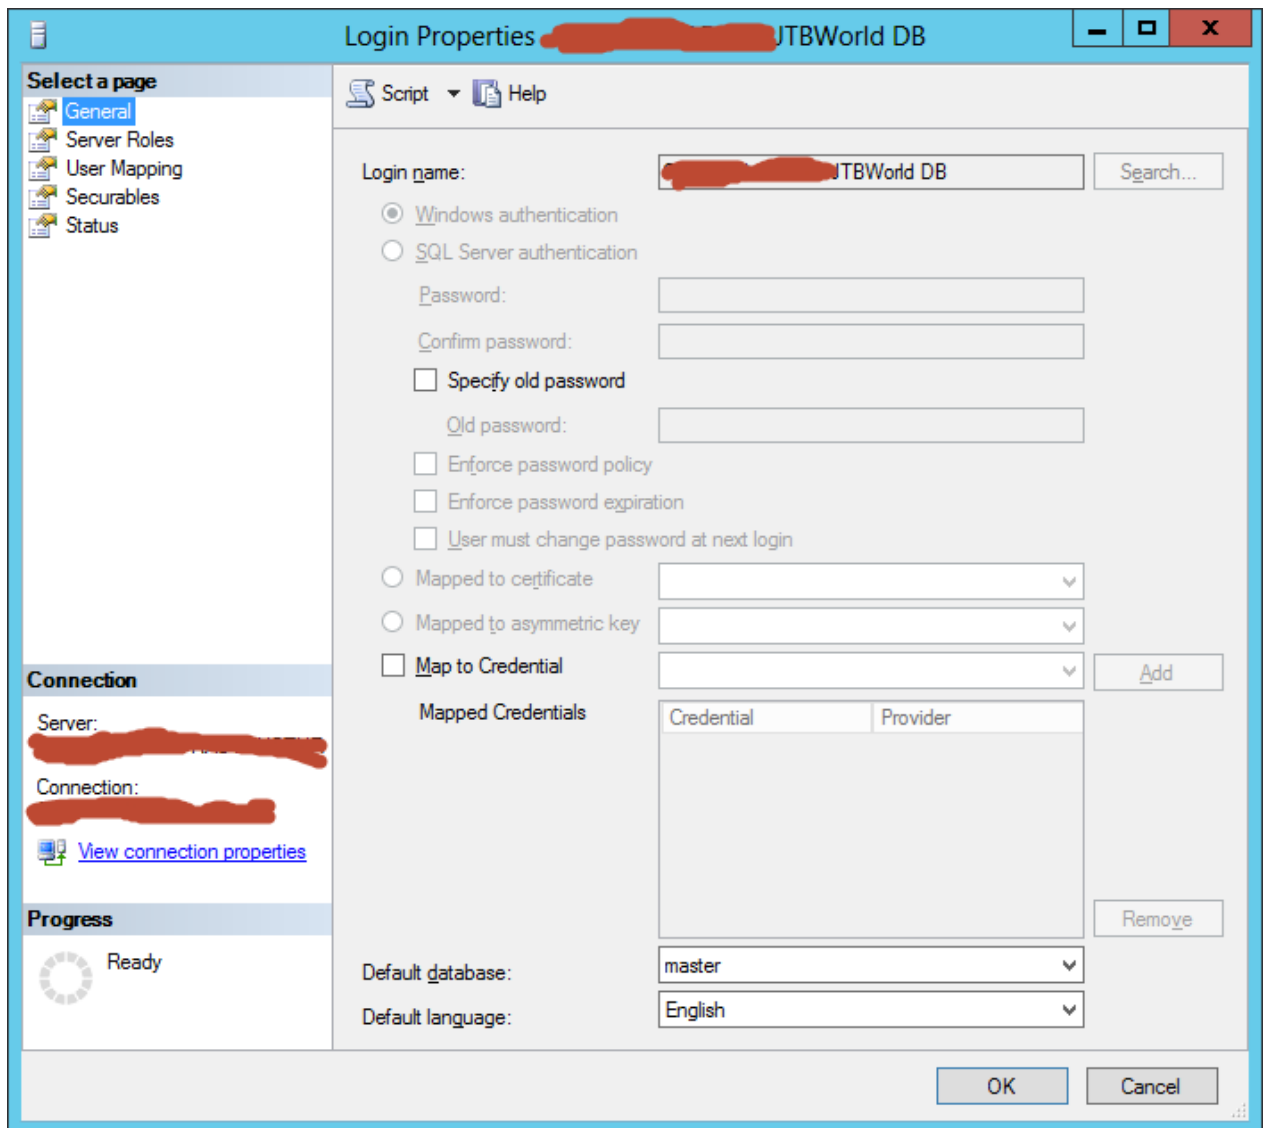 Login Properties JTBWorld DB
X
Select a page
General
Server Roles
User Mapping
Securables
Status
Script Help
Login name: JTBWorld DB Search...
Windows authentication
SQL Server authentication
Password:
Confirm password:
Specify old password
Old password:
Enforce password policy
Enforce password expiration
User must change password at next login
Mapped to certificate
Mapped to asymmetric key
Map to Credential Add
Mapped Credentials Credential Provider
Remove
Default database: master
Default language: English
Connection
Server:
Connection:
View connection properties
Progress
Ready
OK Cancel